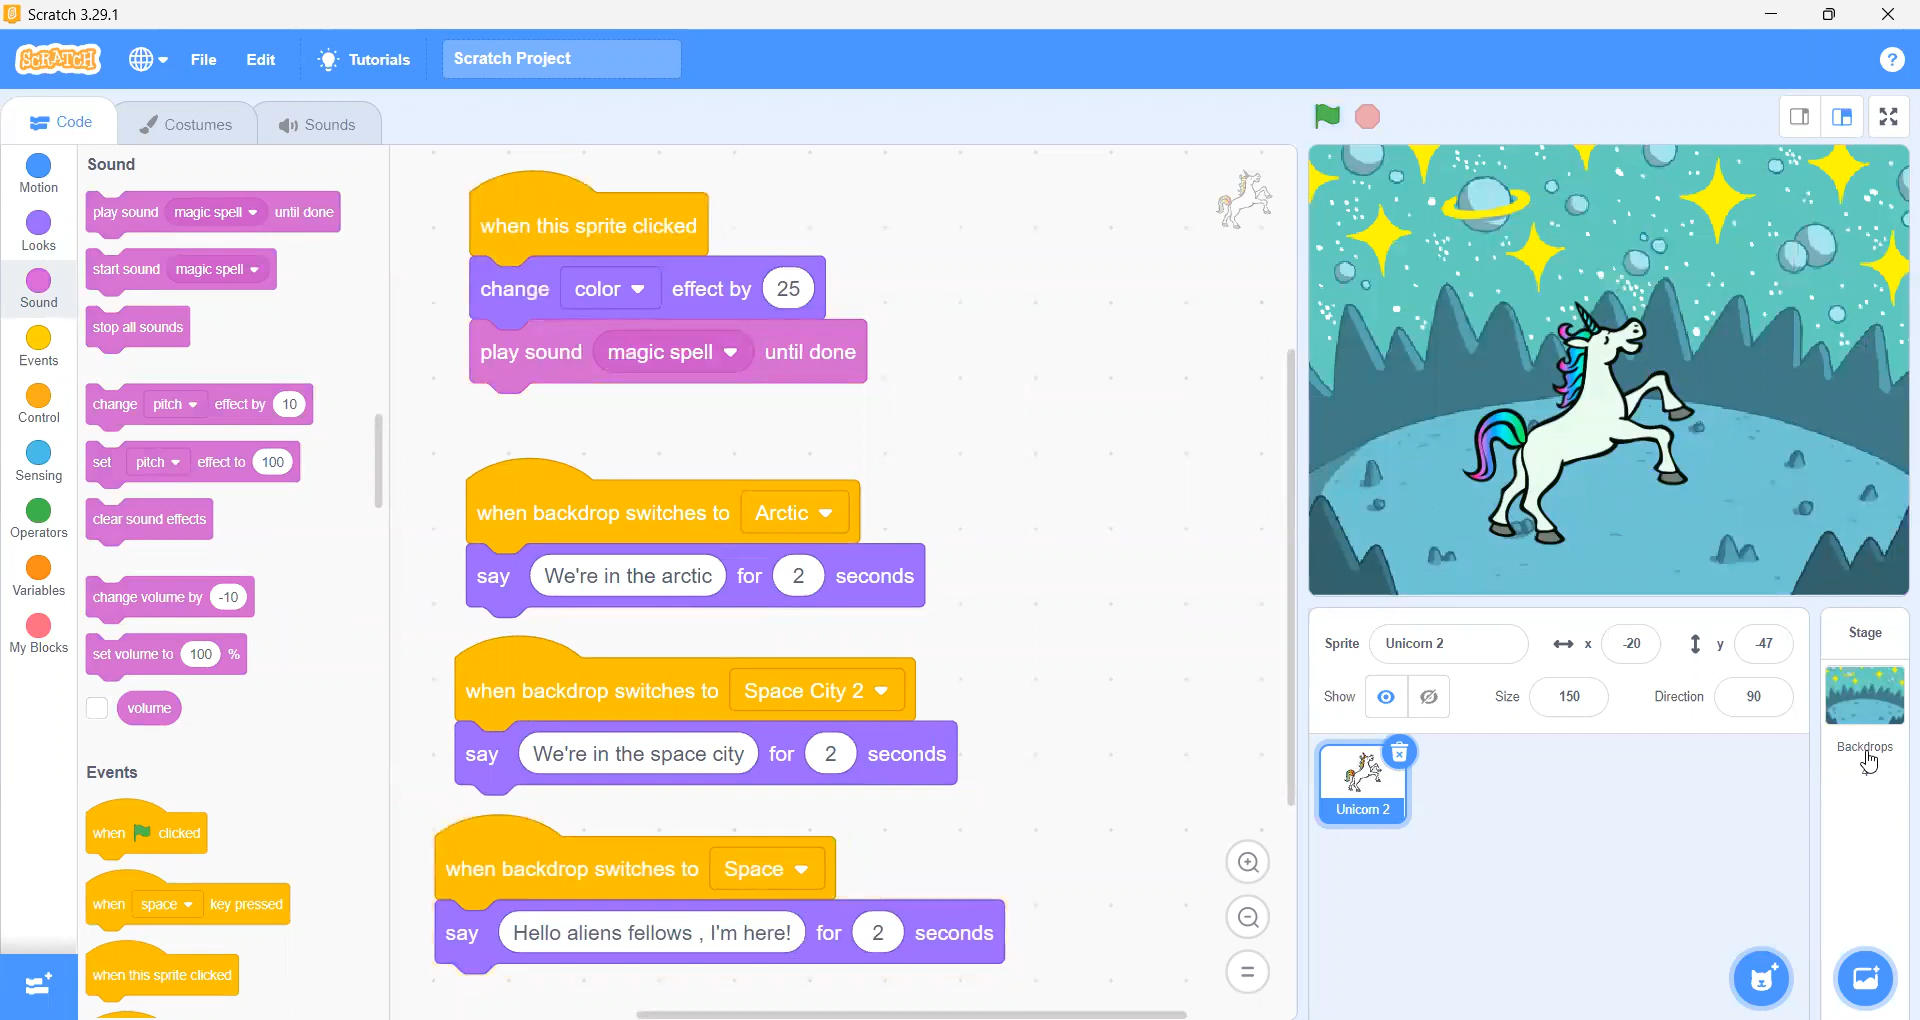 Scratch 3.29.1
SCRATCH
File
Edit
Tutorials
Scratch Project
?
Code
Costumes
Sounds
Motion
Looks
Sound
Events
Control
Sensing
Operators
Variables
My Blocks
Sound
play sound magic spell until done
start sound magic spell
stop all sounds
change pitch effect by 10
set pitch effect to 100
clear sound effects
change volume by -10
set volume to 100 %
volume
Events
when clicked
when space key pressed
when this sprite clicked
when this sprite clicked
change color effect by 25
play sound magic spell until done
when backdrop switches to Arctic
say We're in the arctic for 2 seconds
when backdrop switches to Space City 2
say We're in the space city for 2 seconds
when backdrop switches to Space
say Hello aliens fellows , I'm here! for 2 seconds
Sprite Unicorn 2 x -20 y -47
Show Size 150 Direction 90
Unicorn 2
Stage
Backdrops